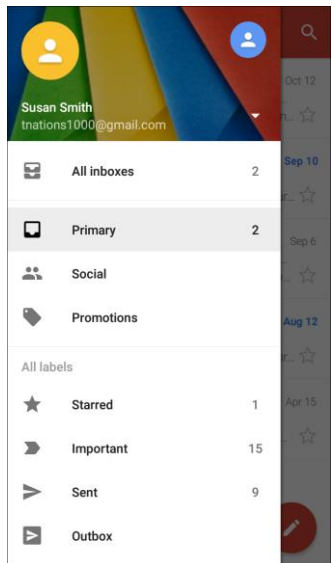 Susan Smith
tnations1000@gmail.com
All inboxes 2
Primary 2
Social
Promotions
All labels
Starred 1
Important 15
Sent 9
Outbox
Oct 12
Sep 10
Sep 6
Aug 12
Apr 15